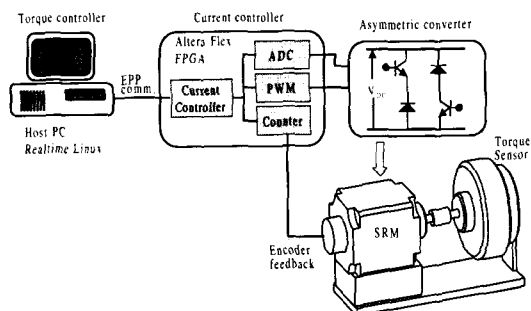 Torque controller
Current controller
Asymmetric converter
Altera Flex
FPGA
ADC
PWM
Counter
Current
Controller
EPP
comm.
Host PC
Realtime Linux
VDC
Torque
Sensor
SRM
Encoder
feedback